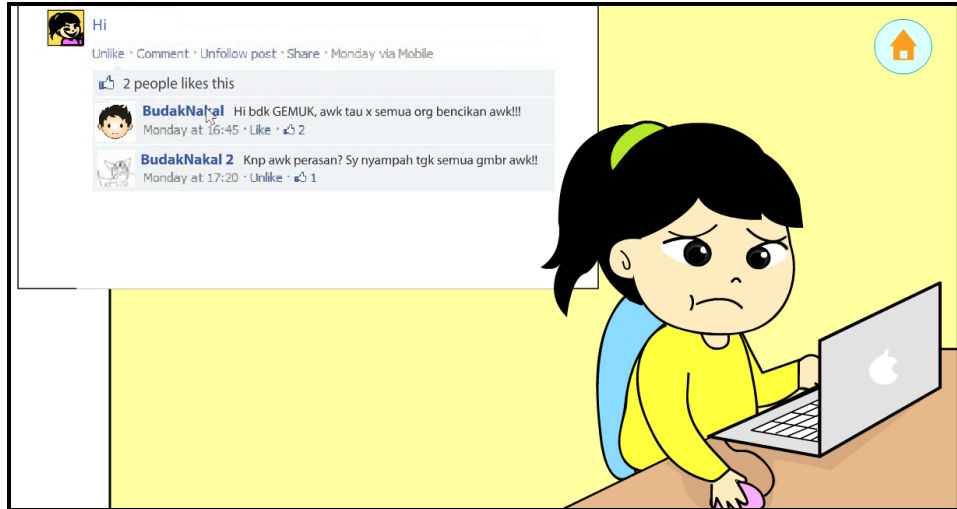 Hi
Unlike · Comment · Unfollow post · Share · Monday via Mobile
2 people likes this
BudakNakal Hi bdk GEMUK, awk tau x semua org bencikan awk!!!
Monday at 16:45 · Like · 2
BudakNakal 2 Knp awk perasan? Sy nyampah tgk semua gmbr awk!!
Monday at 17:20 · Unlike · 1